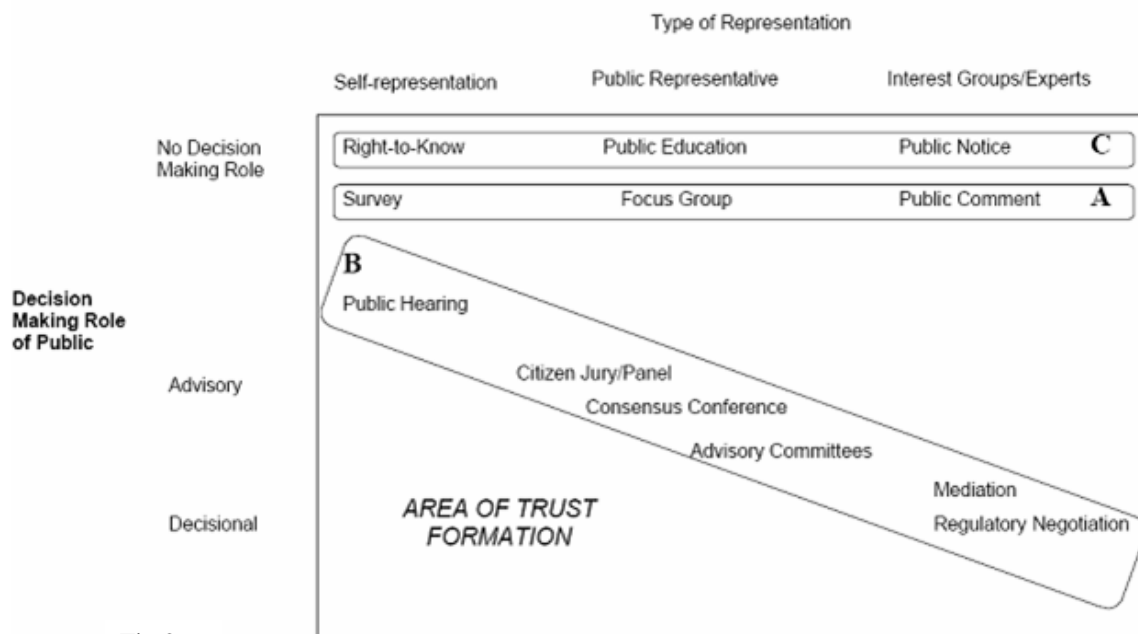 Type of Representation
Self-representation Public Representative Interest Groups/Experts
No Decision
Making Role
Right-to-Know Public Education Public Notice C
Survey Focus Group Public Comment A
B
Public Hearing
Decision
Making Role
of Public
Advisory
Citizen Jury/Panel
Consensus Conference
Advisory Committees
Mediation
Decisional
AREA OF TRUST
FORMATION
Regulatory Negotiation